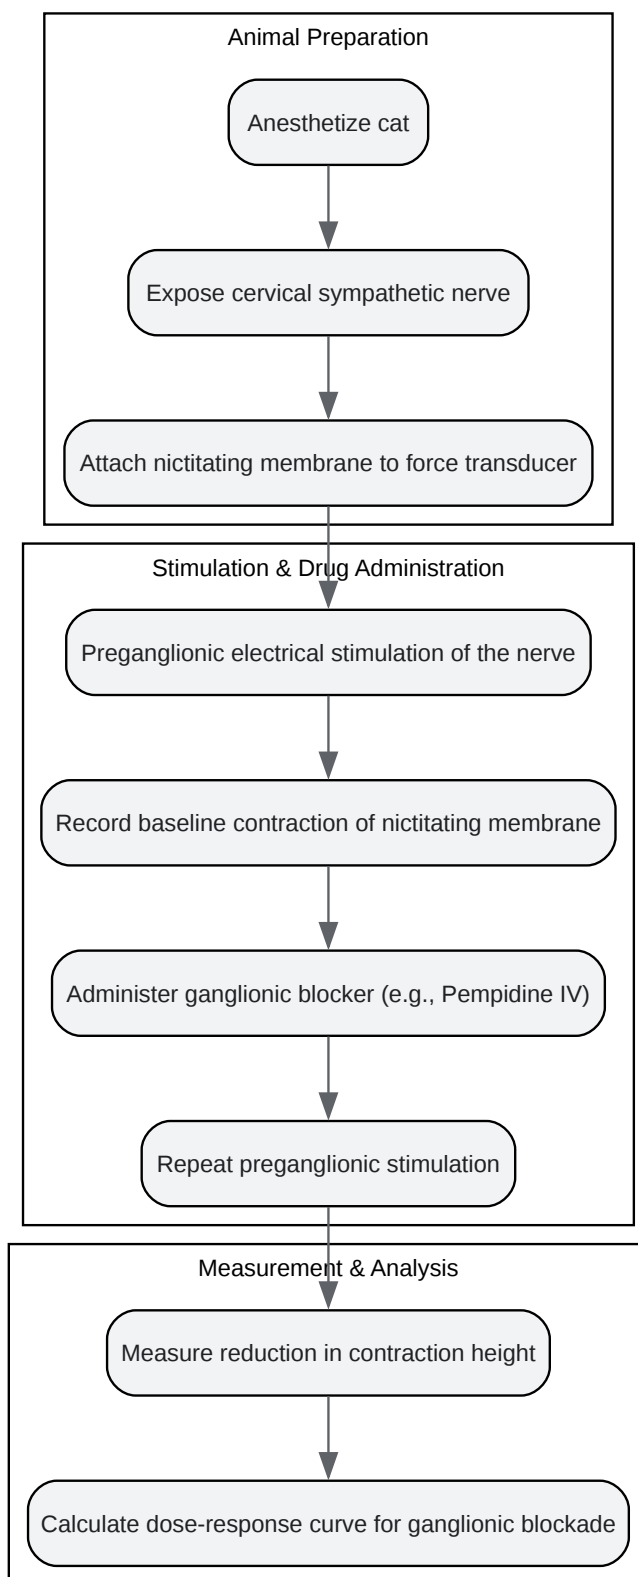 Animal Preparation
Anesthetize cat
Expose cervical sympathetic nerve
Attach nictitating membrane to force transducer
Stimulation & Drug Administration
Preganglionic electrical stimulation of the nerve
Record baseline contraction of nictitating membrane
Administer ganglionic blocker (e.g., Pempidine IV)
Repeat preganglionic stimulation
Measurement & Analysis
Measure reduction in contraction height
Calculate dose-response curve for ganglionic blockade